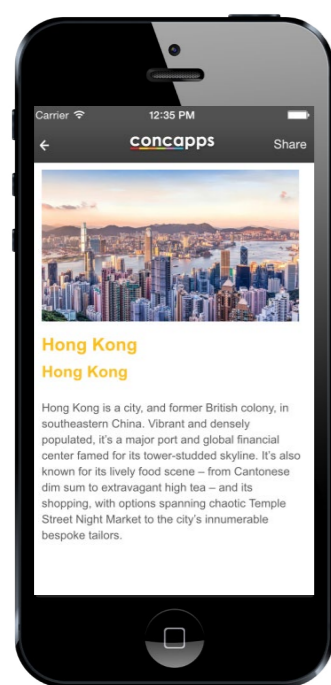 Carrier 12:35 PM
concapps
Share
Hong Kong
Hong Kong
Hong Kong is a city, and former British colony, in
southeastern China. Vibrant and densely
populated, it's a major port and global financial
center famed for its tower-studded skyline. It's also
known for its lively food scene – from Cantonese
dim sum to extravagant high tea – and its
shopping, with options spanning chaotic Temple
Street Night Market to the city's innumerable
bespoke tailors.